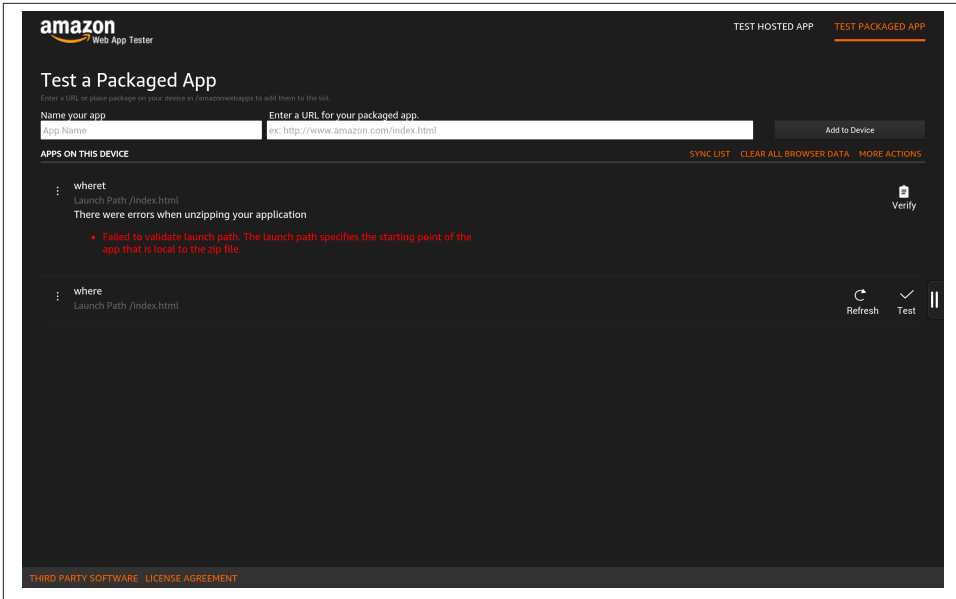 amazon
Web App Tester
TEST HOSTED APP TEST PACKAGED APP
Test a Packaged App
Enter a URL or place package on your device in /amazonwebapps to add them to the list.
Name your app Enter a URL for your packaged app.
App Name ex: http://www.amazon.com/index.html Add to Device
APPS ON THIS DEVICE SYNC LIST CLEAR ALL BROWSER DATA MORE ACTIONS
wheret
Launch Path /index.html
There were errors when unzipping your application
Verify
• Failed to validate launch path. The launch path specifies the starting point of the
app that is local to the zip file.
where
Launch Path /index.html
Refresh Test
THIRD PARTY SOFTWARE LICENSE AGREEMENT